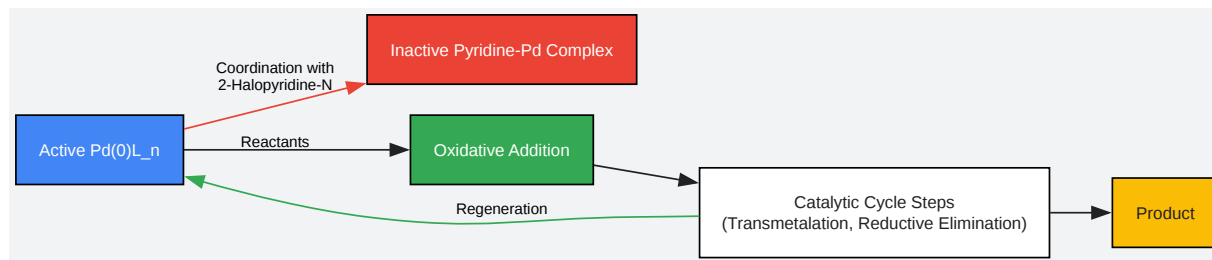 Inactive Pyridine-Pd Complex
Coordination with
2-Halopyridine-N
Active Pd(0)L_n
Reactants
Oxidative Addition
Regeneration
Catalytic Cycle Steps
(Transmetalation, Reductive Elimination)
Product